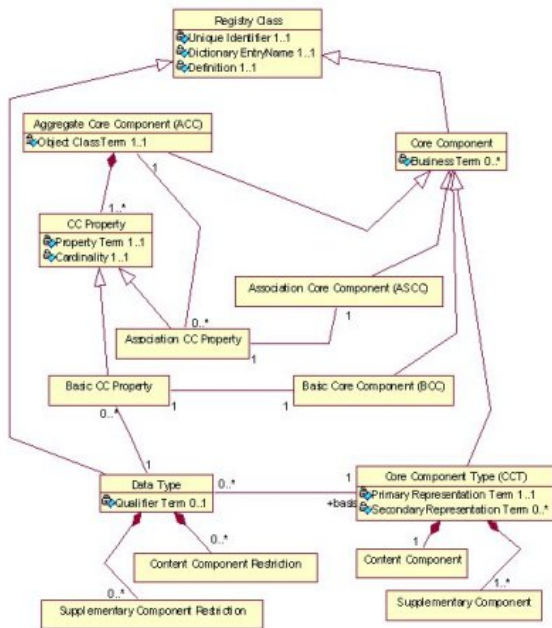 Registry Class
Unique Identifier 1..1
Dictionary EntryName 1..1
Definition 1..1
Aggregate Core Component (ACC)
Object ClassTerm 1..1
Core Component
BusinessTerm 0..*
1
1..*
CC Property
Property Term 1..1
Cardinality 1..1
Association Core Component (ASCC)
0..*
1
Association CC Property
1
Basic CC Property
Basic Core Component (BCC)
0..*
1
1
1
Data Type
Qualifier Term 0..1
0..*
1
+basis
Core Component Type (CCT)
Primary Representation Term 1..1
Secondary Representation Term 0..*
0..*
1
Content Component Restriction
Content Component
0..*
1..*
Supplementary Component Restriction
Supplementary Component